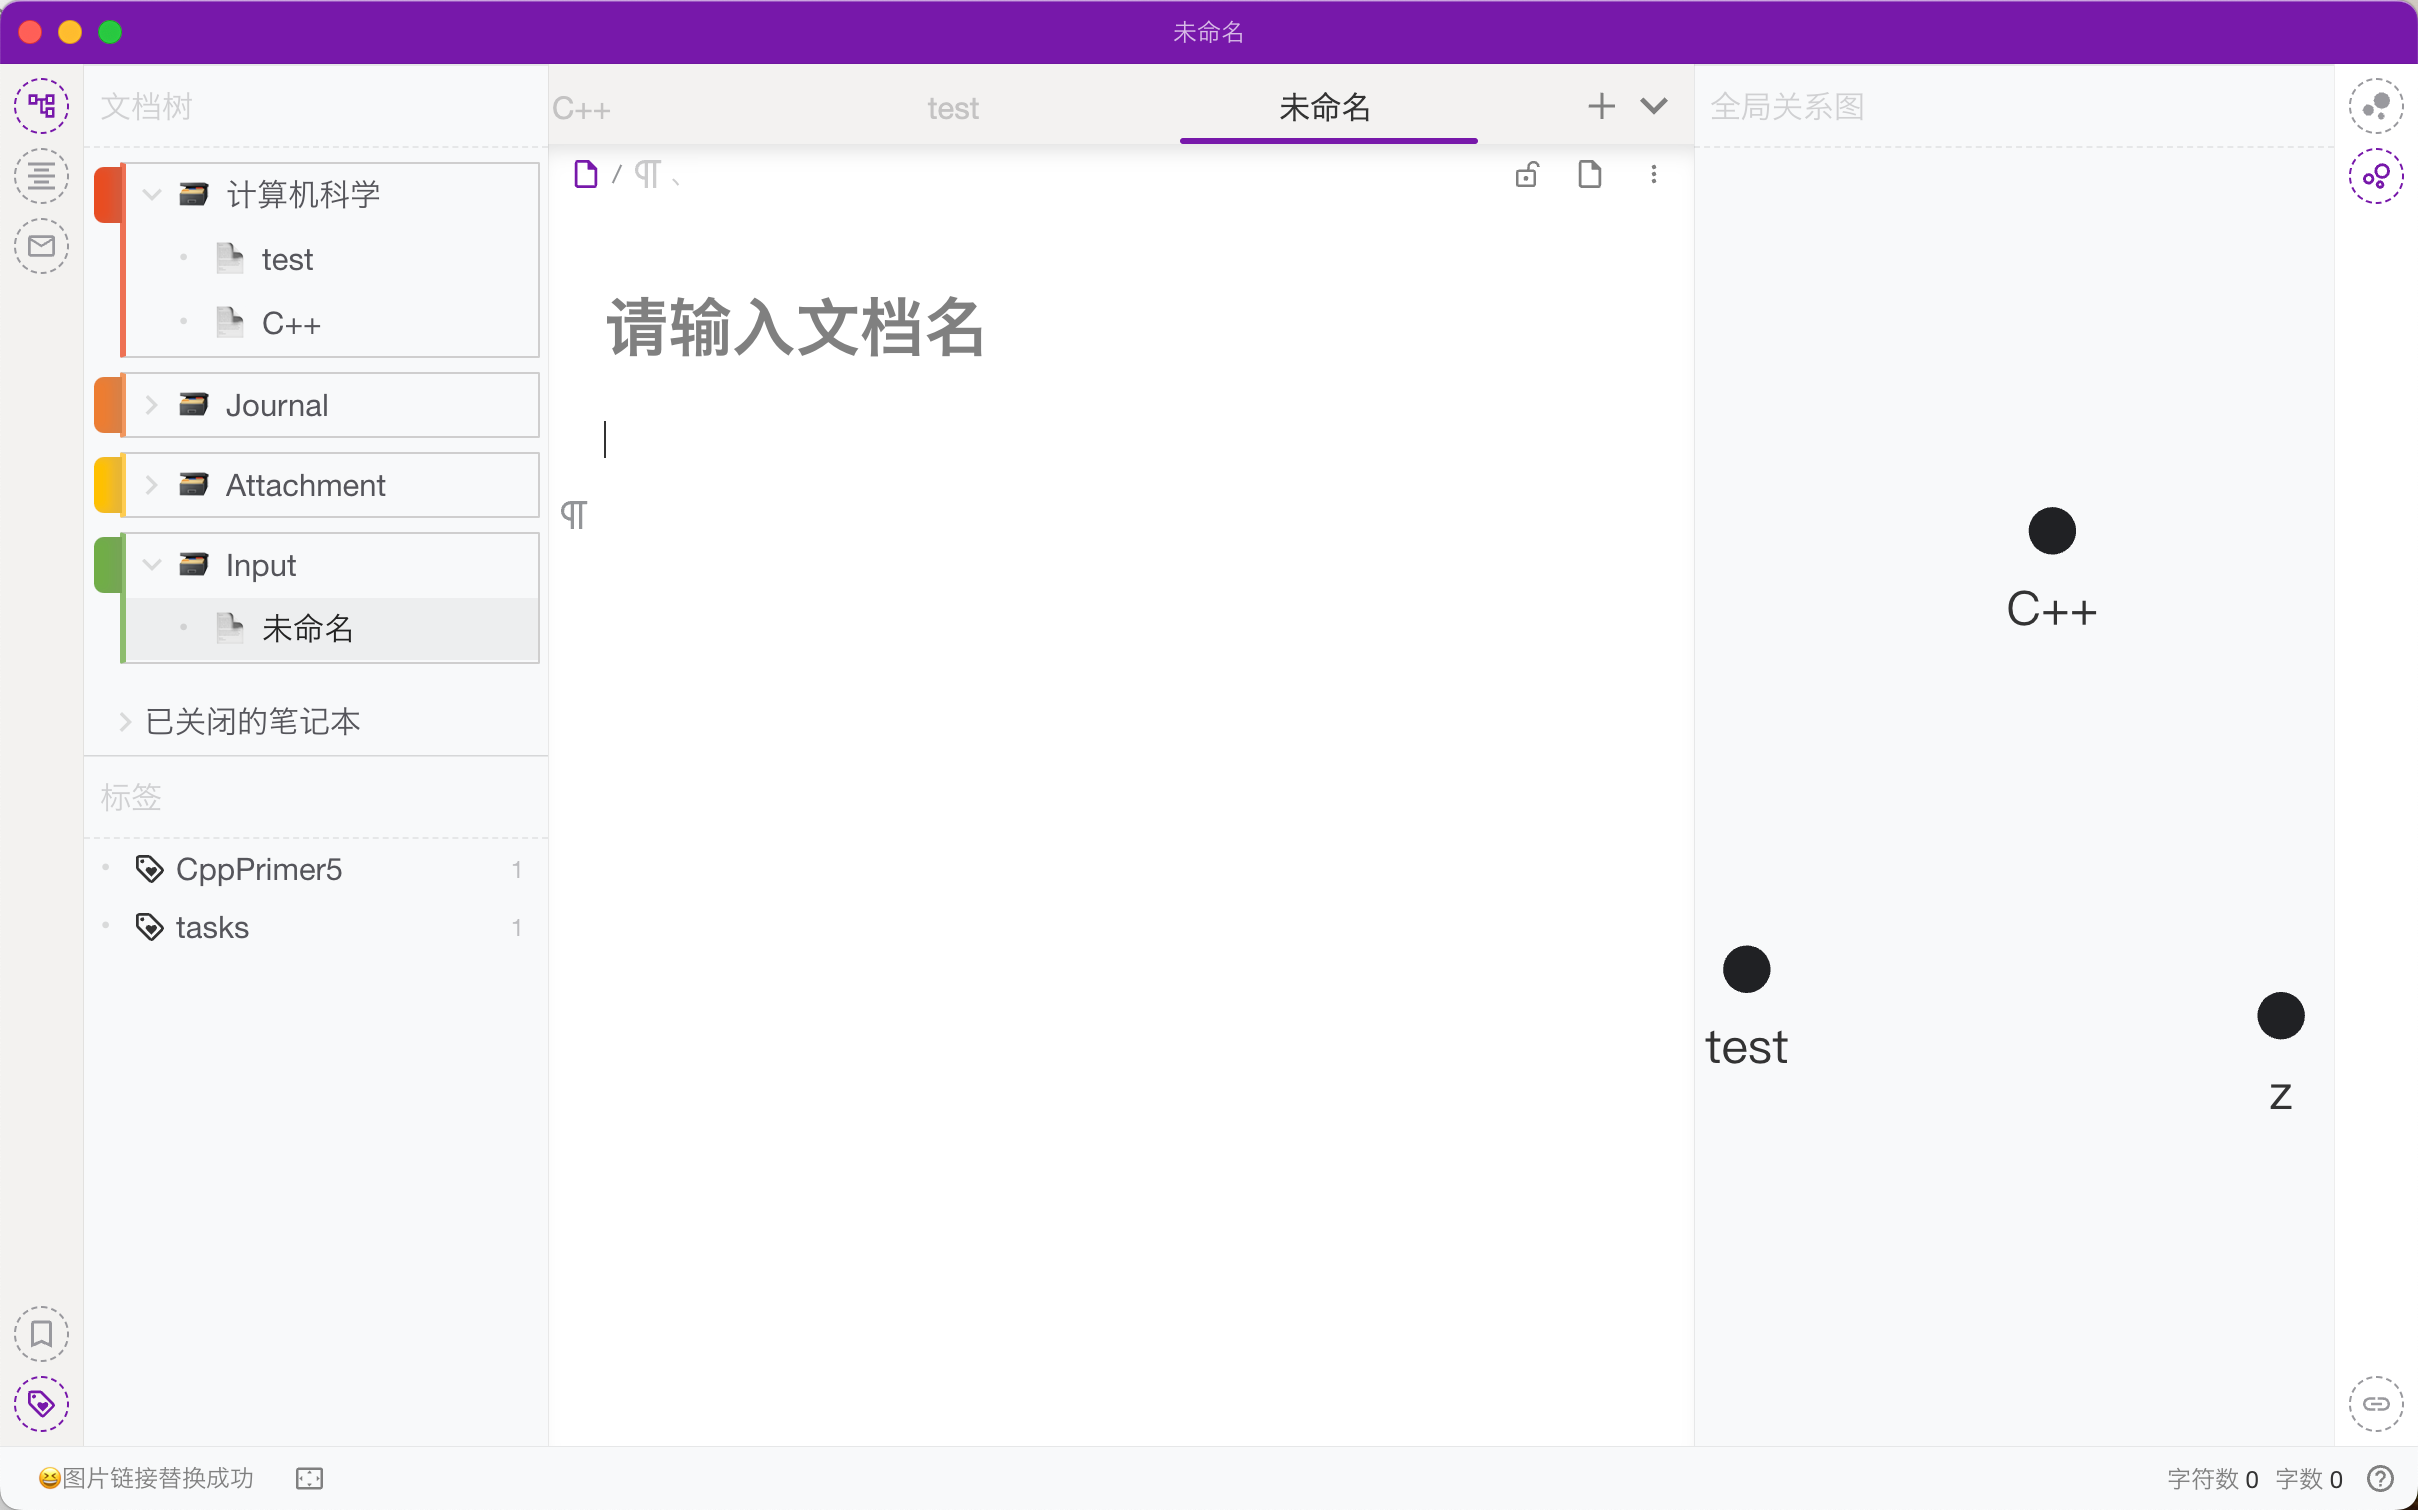 未命名
文档树
计算机科学
test
C++
Journal
Attachment
Input
未命名
已关闭的笔记本
标签
CppPrimer5 1
tasks 1
C++ test 未命名
/ ¶ 、
请输入文档名
¶
全局关系图
C++
test
z
😆图片链接替换成功
字符数 0 字数 0